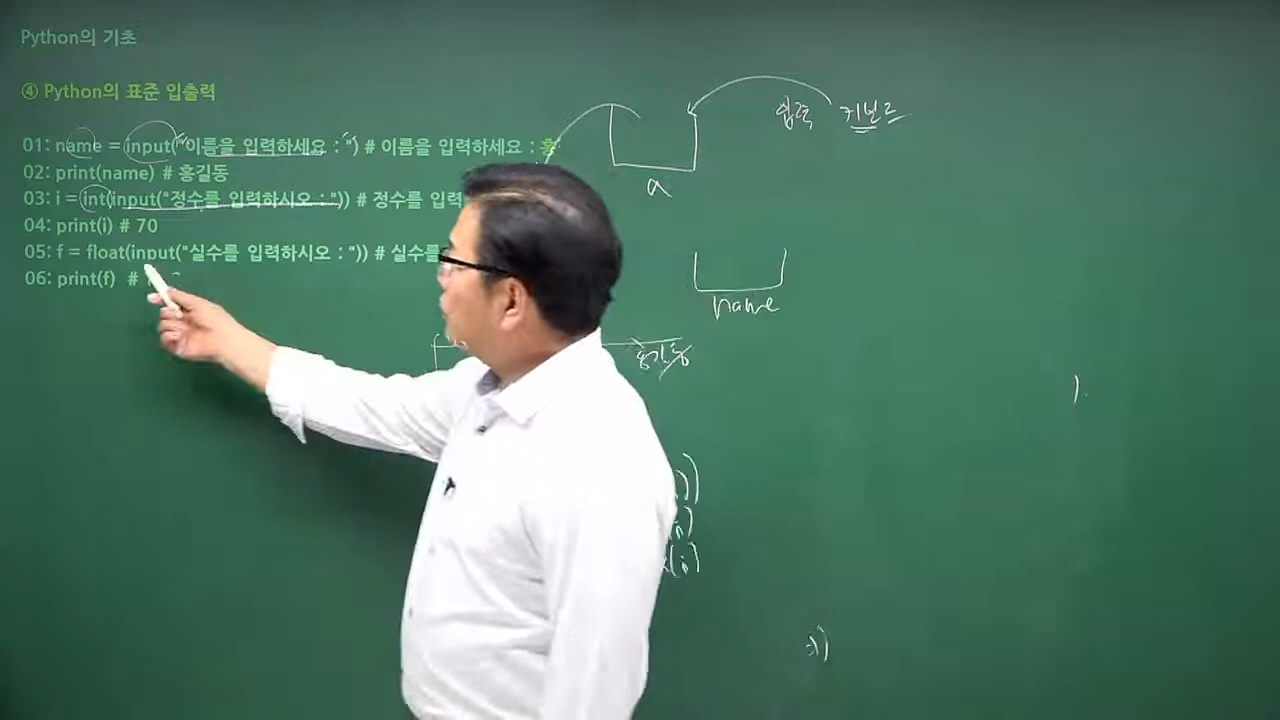 Python의 기초
④ Python의 표준 입출력
01: name = input("이름을 입력하세요 : ") # 이름을 입력하세요 : 홍
02: print(name) # 홍길동
03: i = int(input("정수를 입력하시오 : ")) # 정수를 입력
04: print(i) # 70
05: f = float(input("실수를 입력하시오 : ")) # 실수를
06: print(f) #
입력 키보드
a
name
홍길동